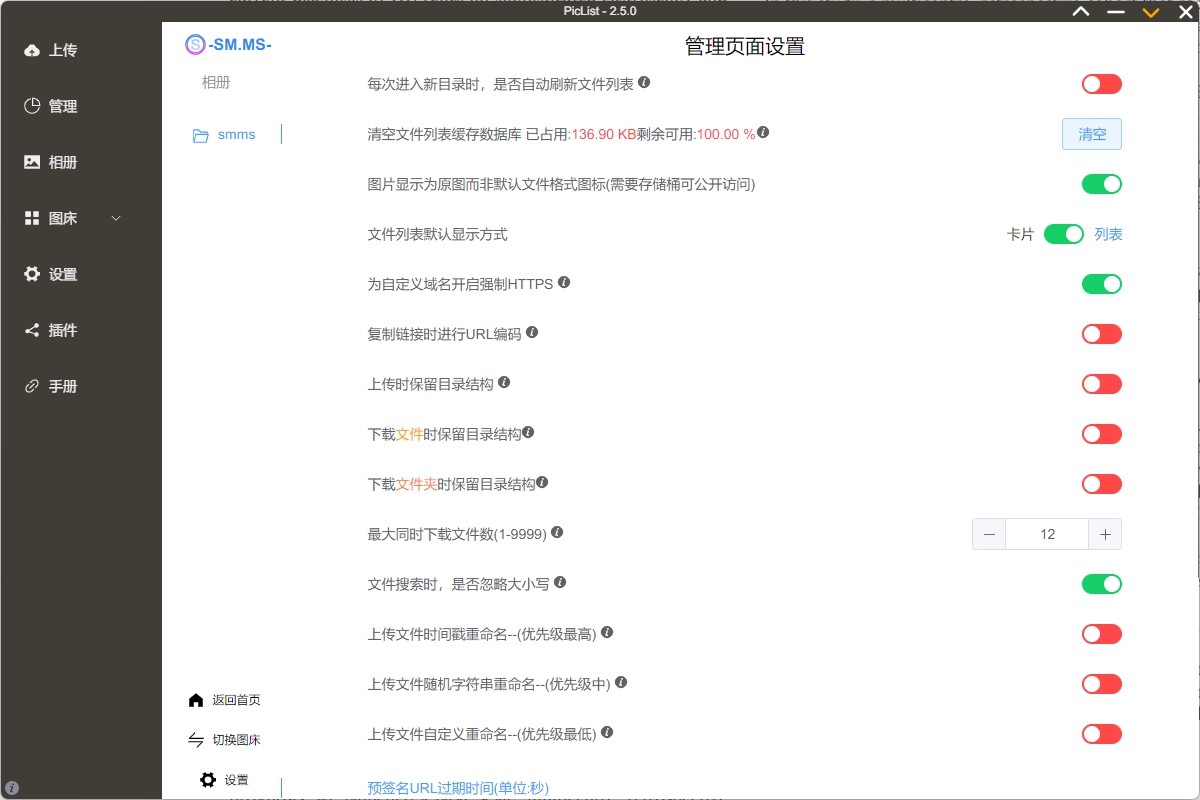 PicList - 2.5.0
上传
管理
相册
图床
设置
插件
手册
S -SM.MS-
相册
smms
返回首页
切换图床
设置
管理页面设置
每次进入新目录时，是否自动刷新文件列表
清空文件列表缓存数据库 已占用:136.90 KB剩余可用:100.00 %
清空
图片显示为原图而非默认文件格式图标(需要存储桶可公开访问)
文件列表默认显示方式
卡片 列表
为自定义域名开启强制HTTPS
复制链接时进行URL编码
上传时保留目录结构
下载文件时保留目录结构
下载文件夹时保留目录结构
最大同时下载文件数(1-9999)
12
文件搜索时，是否忽略大小写
上传文件时间戳重命名--(优先级最高)
上传文件随机字符串重命名--(优先级中)
上传文件自定义重命名--(优先级最低)
预签名URL过期时间(单位:秒)